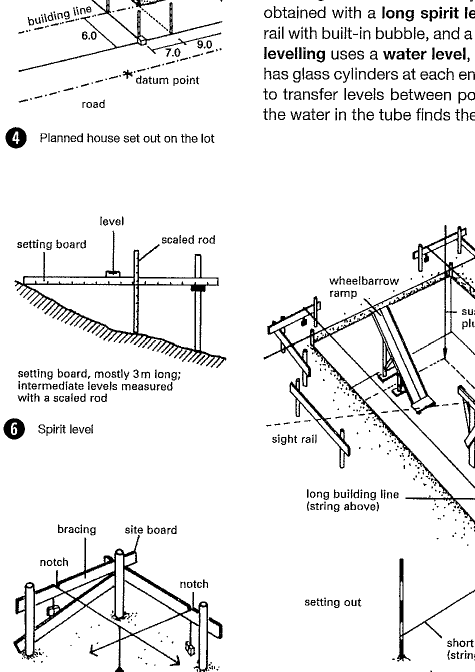 building line
6.0
7.0
9.0
datum point
road
4 Planned house set out on the lot
obtained with a long spirit le
rail with built-in bubble, and a
levelling uses a water level,
has glass cylinders at each en
to transfer levels between po
the water in the tube finds the
level
setting board
scaled rod
setting board, mostly 3 m long;
intermediate levels measured
with a scaled rod
6 Spirit level
bracing
site board
notch
notch
wheelbarrow
ramp
su
plu
sight rail
long building line
(string above)
setting out
short
(string